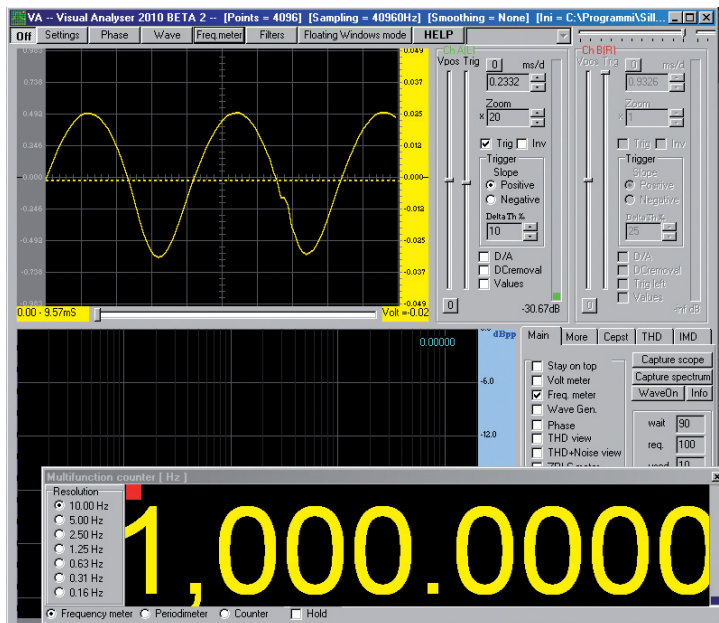 VA -- Visual Analyser 2010 BETA 2 -- [Points = 4096] [Sampling = 40960Hz] [Smoothing = None] [Ini = C:\Programmi\Sill...
Off Settings Phase Wave Freq.meter Filters Floating Windows mode HELP
0.983
0.738
0.492
0.246
-0.000
-0.246
-0.492
-0.738
-0.983
0.049
0.037
0.025
0.012
0.000
-0.012
-0.025
-0.037
-0.049
0.00 - 9.57mS
Volt =-0.02
Ch A(L)
Vpos Trig 0 ms/d
0.2332
Zoom
x 20
Trig Inv
Trigger
Slope
Positive
Negative
Delta Th %
10
D/A
DCremoval
Values
0
-30.67dB
Ch B(R)
Vpos Trig 0 ms/d
0.9326
Zoom
x 1
Trig Inv
Trigger
Slope
Positive
Negative
Delta Th %
25
D/A
DCremoval
Trig left
Values
0
-inf dB
0.00000
dBpp
-6.0
-12.0
Main More Cepst THD IMD
Stay on top
Volt meter
Freq. meter
Wave Gen.
Phase
THD view
THD+Noise view
Capture scope
Capture spectrum
WaveOn Info
wait 90
req. 100
Multifunction counter [ Hz ]
Resolution
10.00 Hz
5.00 Hz
2.50 Hz
1.25 Hz
0.63 Hz
0.31 Hz
0.16 Hz
1,000.0000
Frequency meter Periodimeter Counter Hold